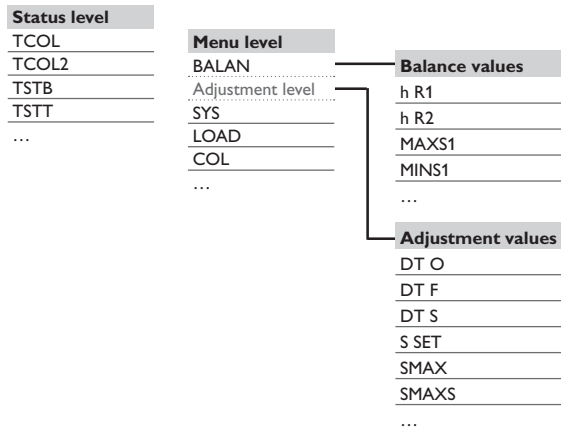 Status level
TCOL
TCOL2
TSTB
TSTT
…
Menu level
BALAN
Adjustment level
SYS
LOAD
COL
…
Balance values
h R1
h R2
MAXS1
MINS1
…
Adjustment values
DT O
DT F
DT S
S SET
SMAX
SMAXS
…